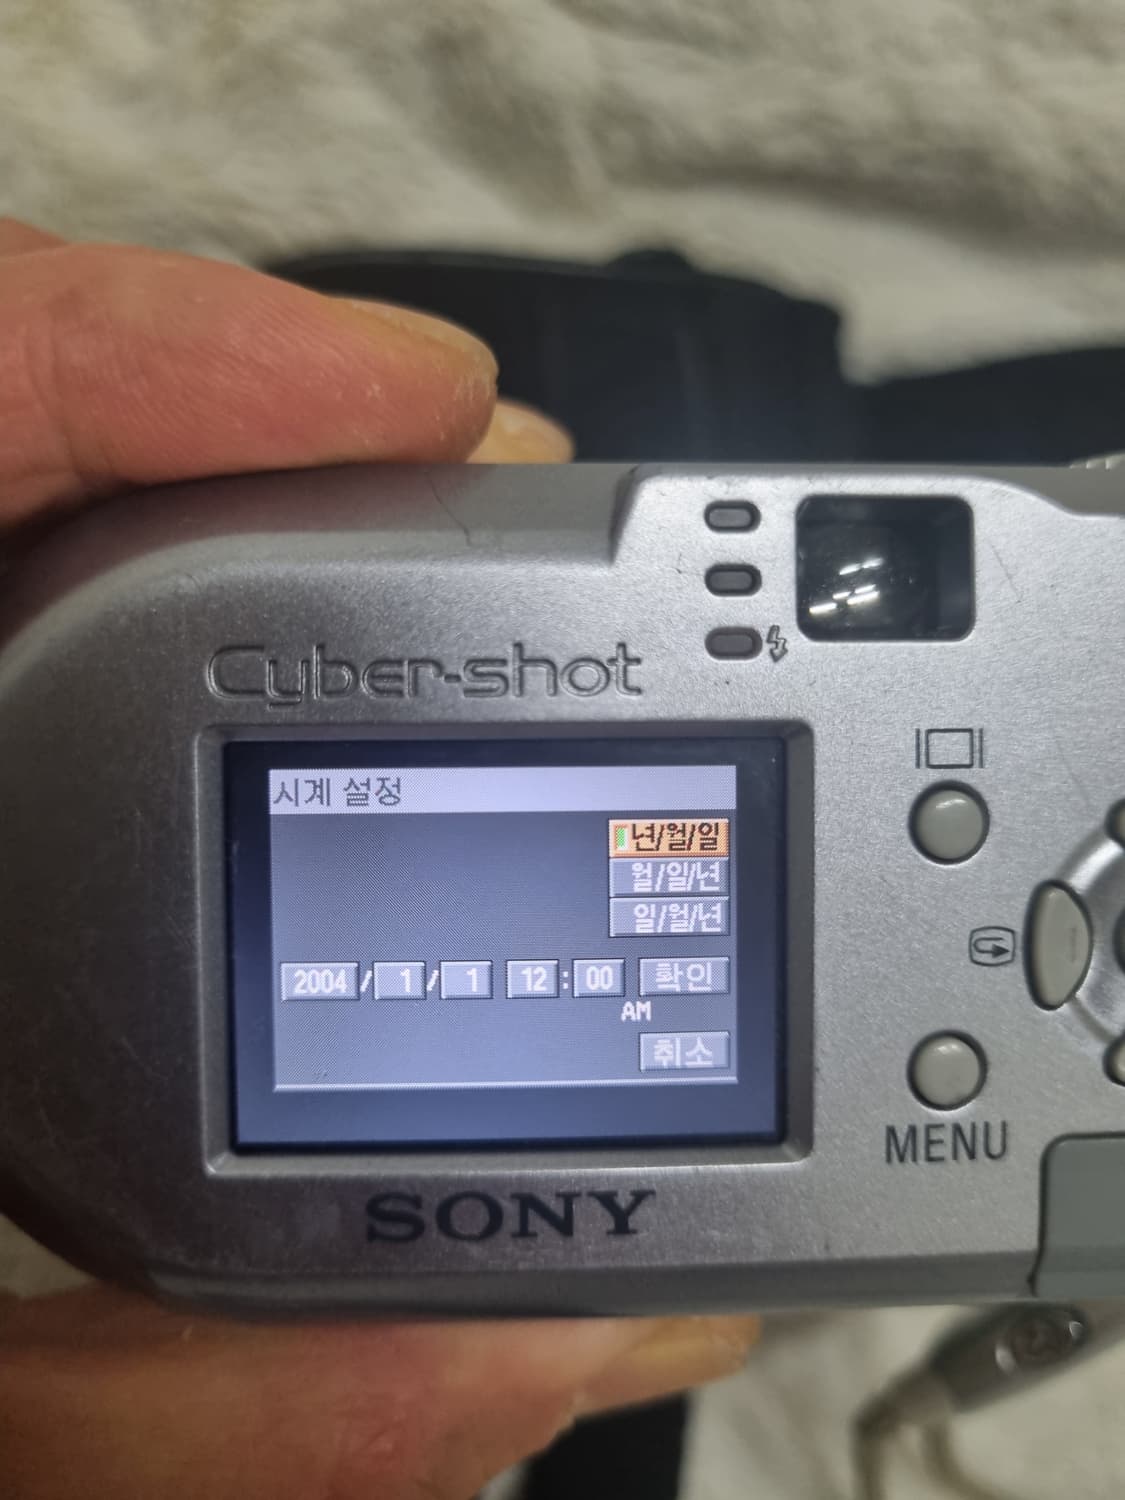 Cyber-shot
시계 설정
년/월/일
월/일/년
일/월/년
2004 / 1 / 1 12 : 00 확인
AM
취소
MENU
SONY